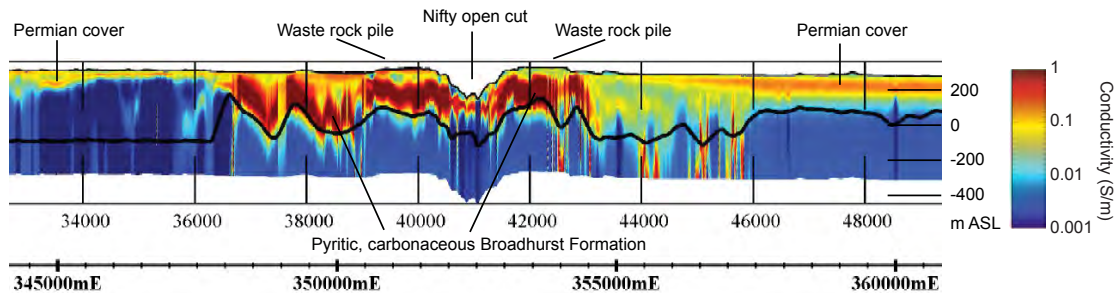 Nifty open cut
Permian cover
Waste rock pile
Waste rock pile
Permian cover
200
0
-200
-400
m ASL
1
0.1
0.01
0.001
Conductivity (S/m)
34000 36000 38000 40000 42000 44000 46000 48000
Pyritic, carbonaceous Broadhurst Formation
345000mE 350000mE 355000mE 360000mE